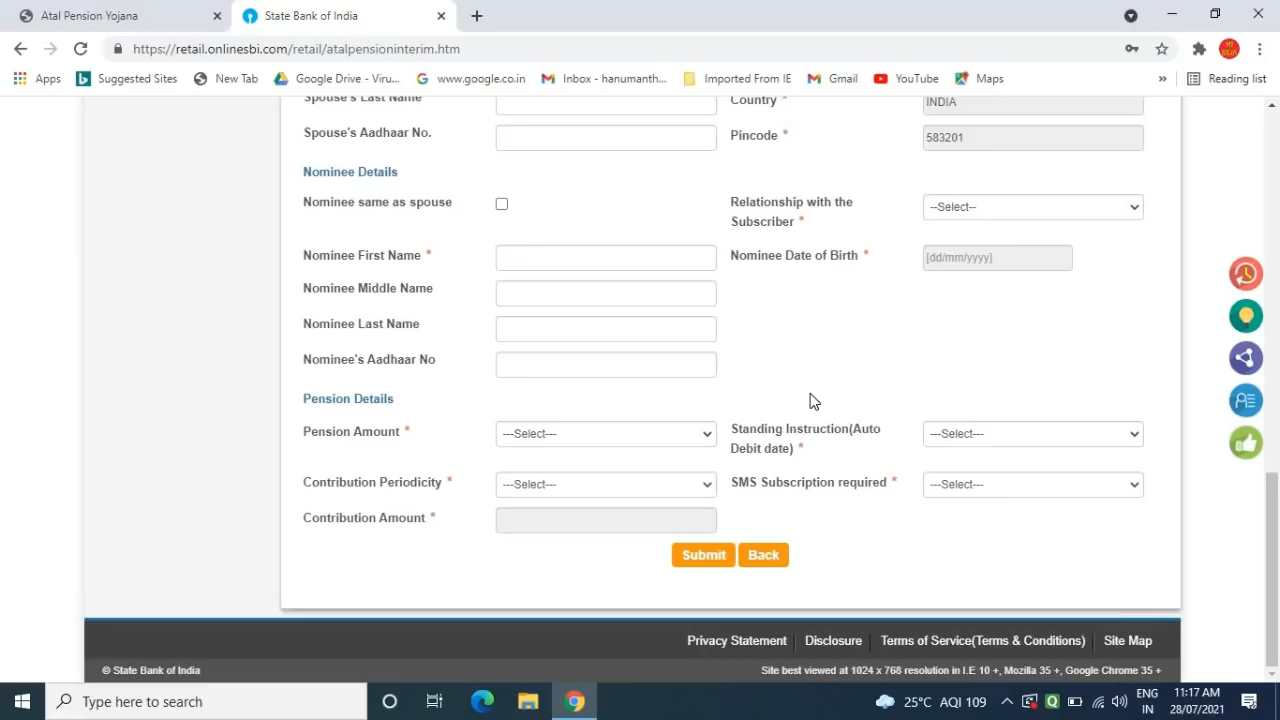 Atal Pension Yojana
State Bank of India
https://retail.onlinesbi.com/retail/atalpensioninterim.htm
Apps
Suggested Sites
New Tab
Google Drive - Viru...
www.google.co.in
Inbox - hanumanth...
Imported From IE
Gmail
YouTube
Maps
»
Reading list
Spouse's Last Name
Country *
INDIA
Spouse's Aadhaar No.
Pincode *
583201
Nominee Details
Nominee same as spouse
Relationship with the
Subscriber *
--Select--
Nominee First Name *
Nominee Date of Birth *
[dd/mm/yyyy]
Nominee Middle Name
Nominee Last Name
Nominee's Aadhaar No
Pension Details
Pension Amount *
---Select---
Standing Instruction(Auto
Debit date) *
---Select---
Contribution Periodicity *
---Select---
SMS Subscription required *
---Select---
Contribution Amount *
Submit
Back
Privacy Statement
Disclosure
Terms of Service(Terms & Conditions)
Site Map
© State Bank of India
Site best viewed at 1024 x 768 resolution in I.E 10 +, Mozilla 35 +, Google Chrome 35 +
Type here to search
25°C AQI 109
ENG
IN
11:17 AM
28/07/2021